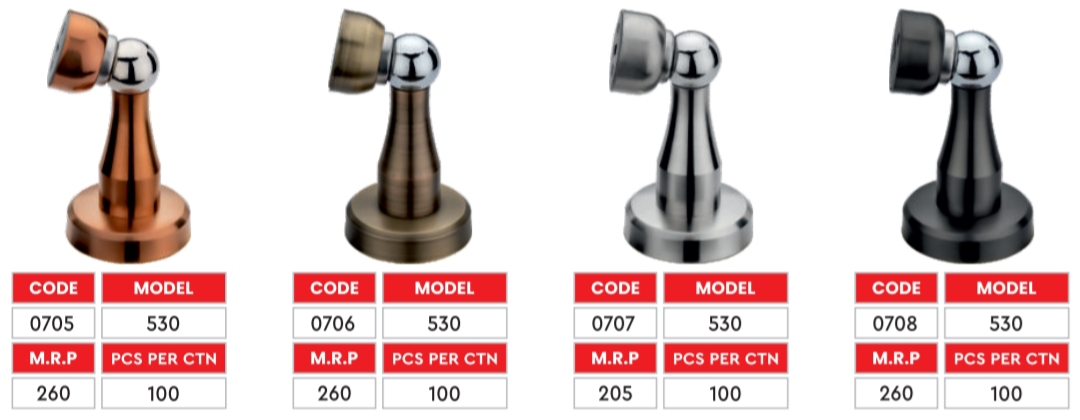 CODE MODEL
0705 530
M.R.P PCS PER CTN
260 100
CODE MODEL
0706 530
M.R.P PCS PER CTN
260 100
CODE MODEL
0707 530
M.R.P PCS PER CTN
205 100
CODE MODEL
0708 530
M.R.P PCS PER CTN
260 100